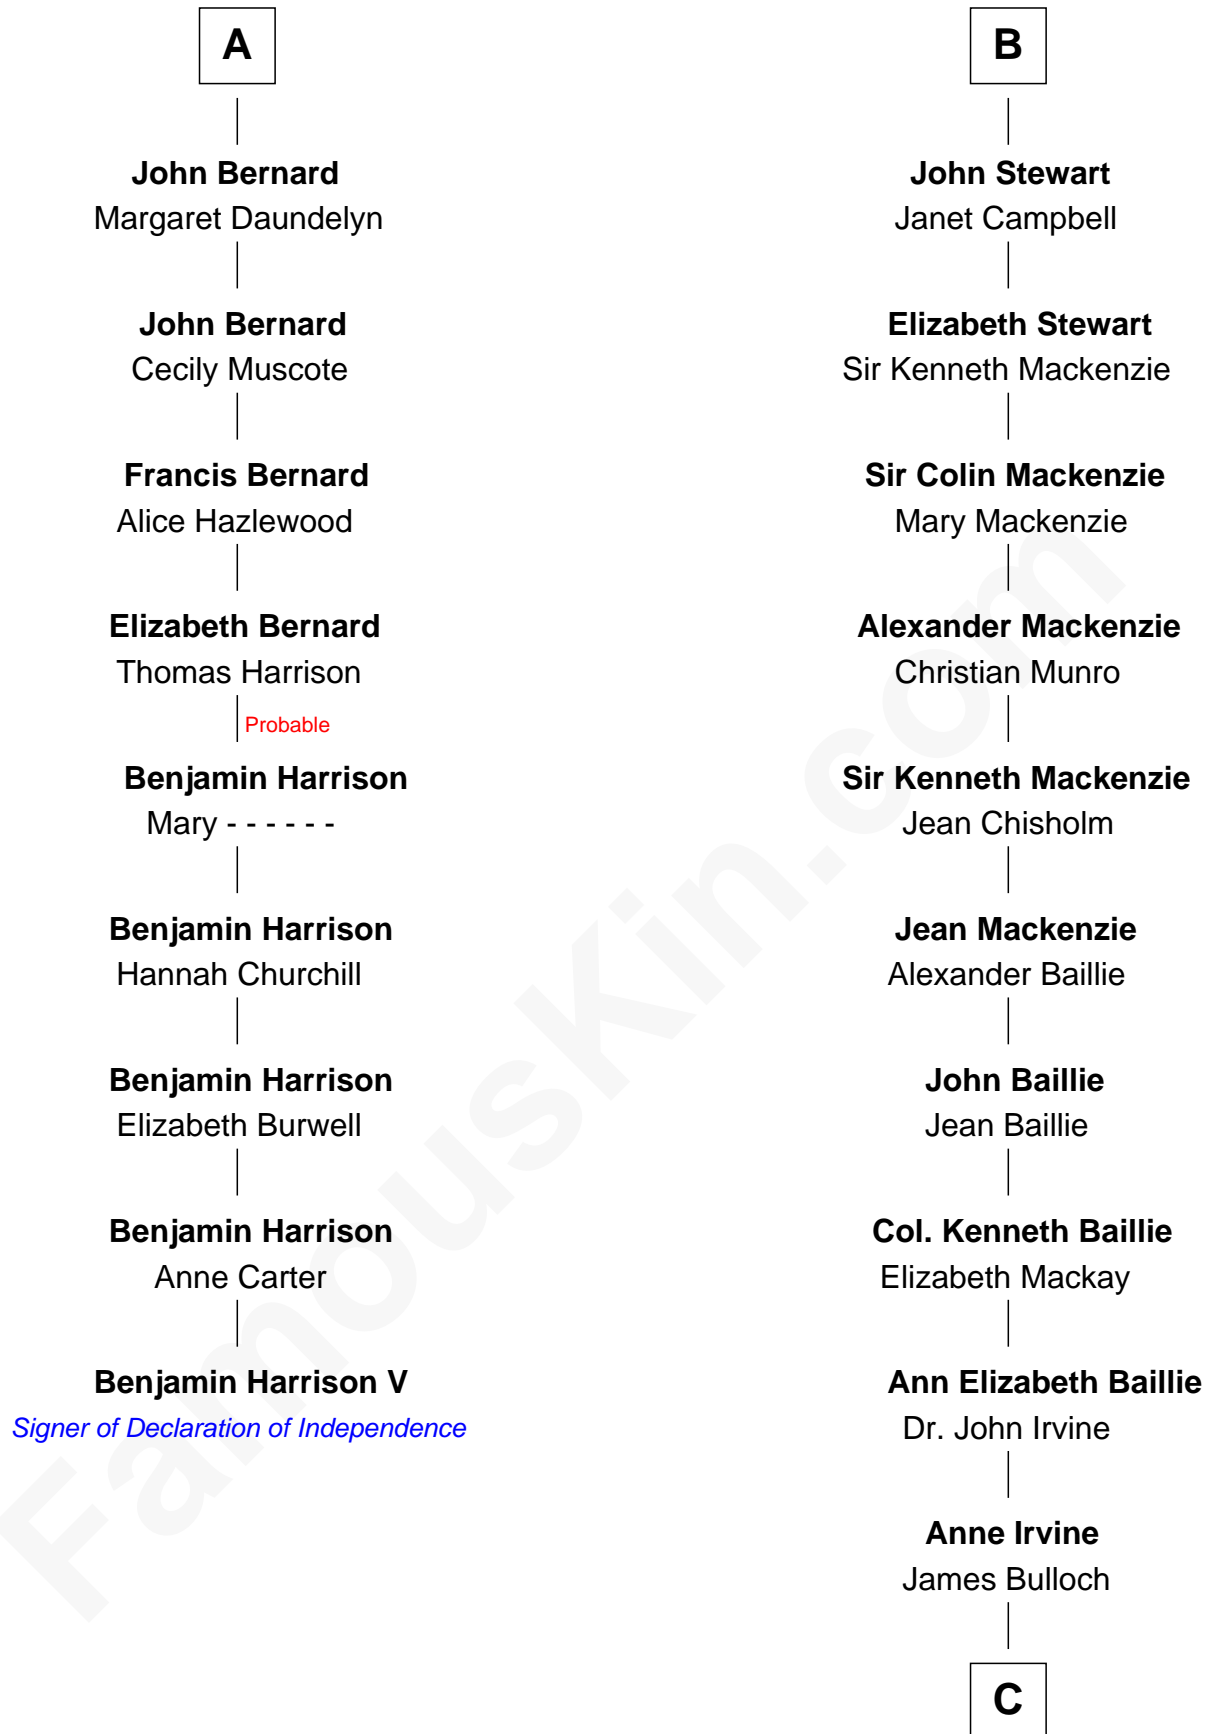 A
John Bernard
Margaret Daundelyn
John Bernard
Cecily Muscote
Francis Bernard
Alice Hazlewood
Elizabeth Bernard
Thomas Harrison
Probable
Benjamin Harrison
Mary - - - - - -
Benjamin Harrison
Hannah Churchill
Benjamin Harrison
Elizabeth Burwell
Benjamin Harrison
Anne Carter
Benjamin Harrison V
Signer of Declaration of Independence
B
John Stewart
Janet Campbell
Elizabeth Stewart
Sir Kenneth Mackenzie
Sir Colin Mackenzie
Mary Mackenzie
Alexander Mackenzie
Christian Munro
Sir Kenneth Mackenzie
Jean Chisholm
Jean Mackenzie
Alexander Baillie
John Baillie
Jean Baillie
Col. Kenneth Baillie
Elizabeth Mackay
Ann Elizabeth Baillie
Dr. John Irvine
Anne Irvine
James Bulloch
C
FamousKin.com